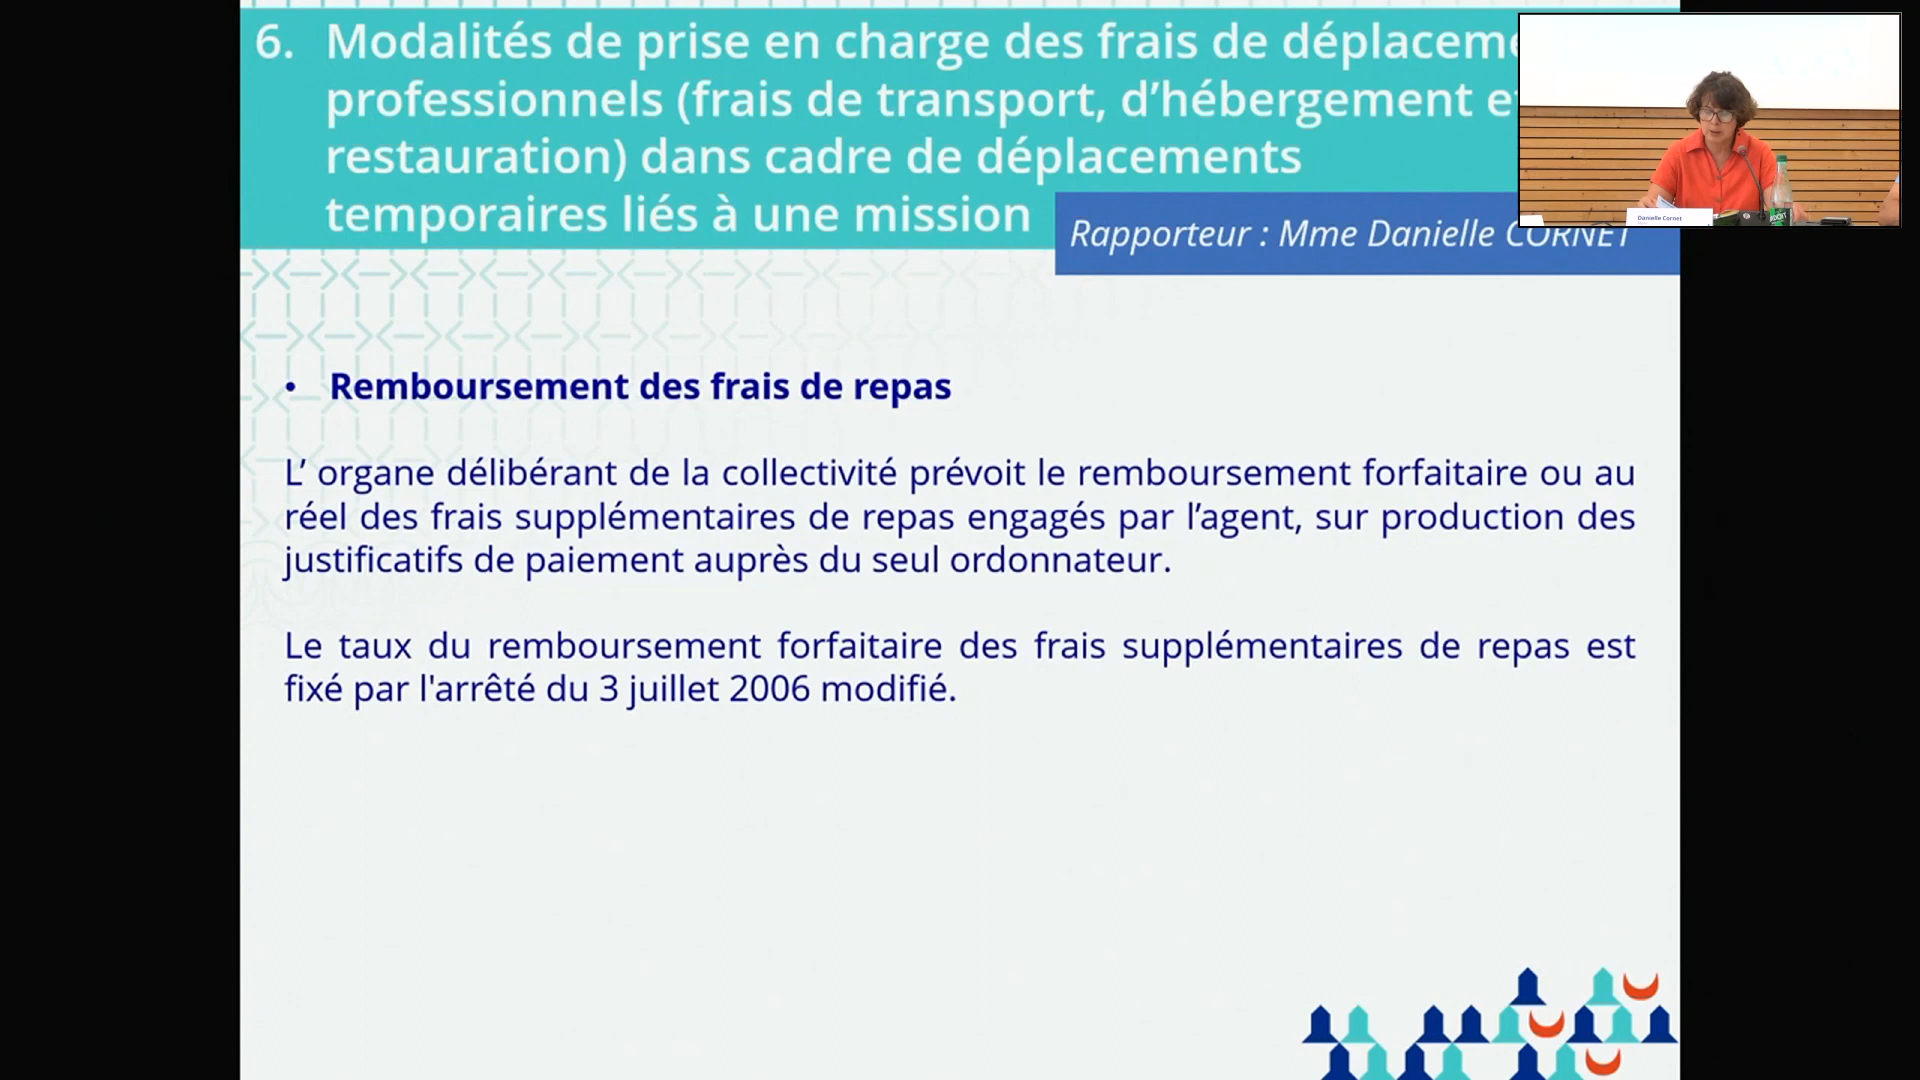 6. Modalités de prise en charge des frais de déplaceme
professionnels (frais de transport, d’hébergement et
restauration) dans cadre de déplacements
temporaires liés à une mission
Rapporteur : Mme Danielle CORNET
Danielle Cornet
• Remboursement des frais de repas
L’ organe délibérant de la collectivité prévoit le remboursement forfaitaire ou au
réel des frais supplémentaires de repas engagés par l’agent, sur production des
justificatifs de paiement auprès du seul ordonnateur.
Le taux du remboursement forfaitaire des frais supplémentaires de repas est
fixé par l'arrêté du 3 juillet 2006 modifié.